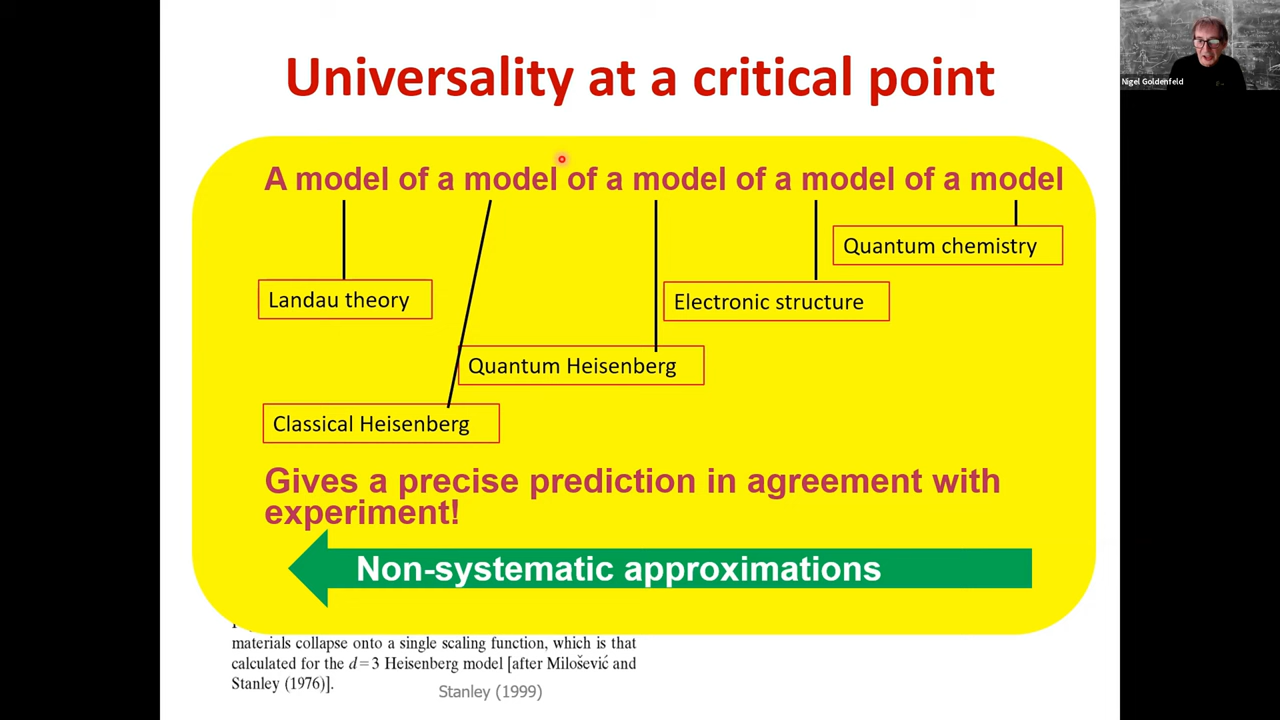 Universality at a critical point
Nigel Goldenfeld
A model of a model of a model of a model of a model
Quantum chemistry
Landau theory
Electronic structure
Quantum Heisenberg
Classical Heisenberg
Gives a precise prediction in agreement with
experiment!
Non-systematic approximations
materials collapse onto a single scaling function, which is that
calculated for the d=3 Heisenberg model [after Milošević and
Stanley (1976)].
Stanley (1999)